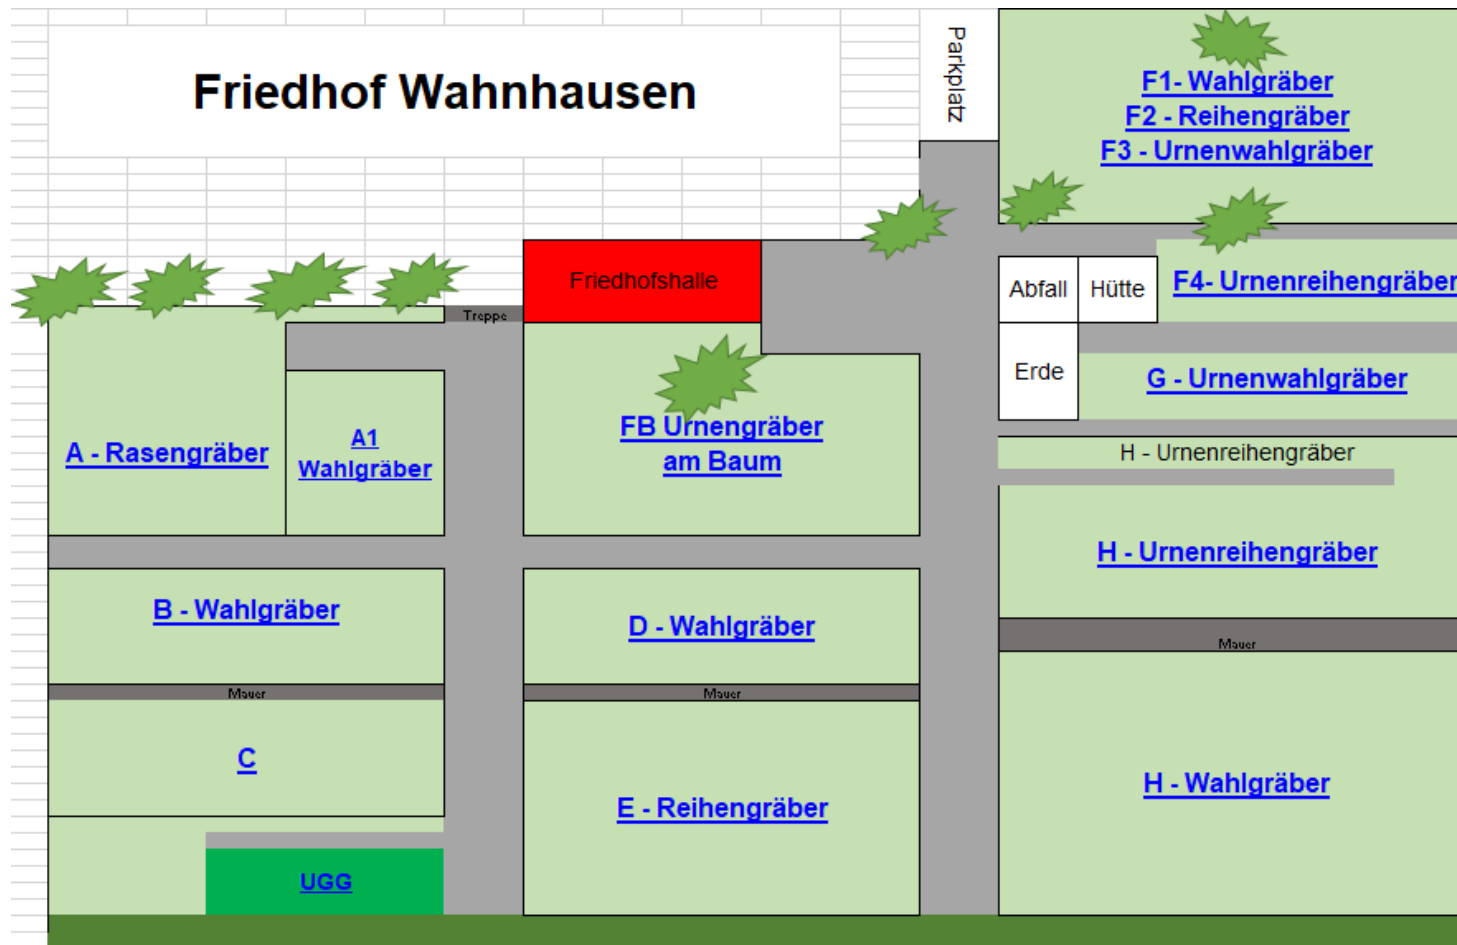 Friedhof Wahnhausen
Parkplatz
F1- Wahlgräber
F2 - Reihengräber
F3 - Urnenwahlgräber
Friedhofshalle
Abfall
Hütte
F4- Urnenreihengräber
Treppe
Erde
G - Urnenwahlgräber
A - Rasengräber
A1
Wahlgräber
FB Urnengräber
am Baum
H - Urnenreihengräber
H - Urnenreihengräber
B - Wahlgräber
D - Wahlgräber
Mauer
Mauer
Mauer
C
E - Reihengräber
H - Wahlgräber
UGG